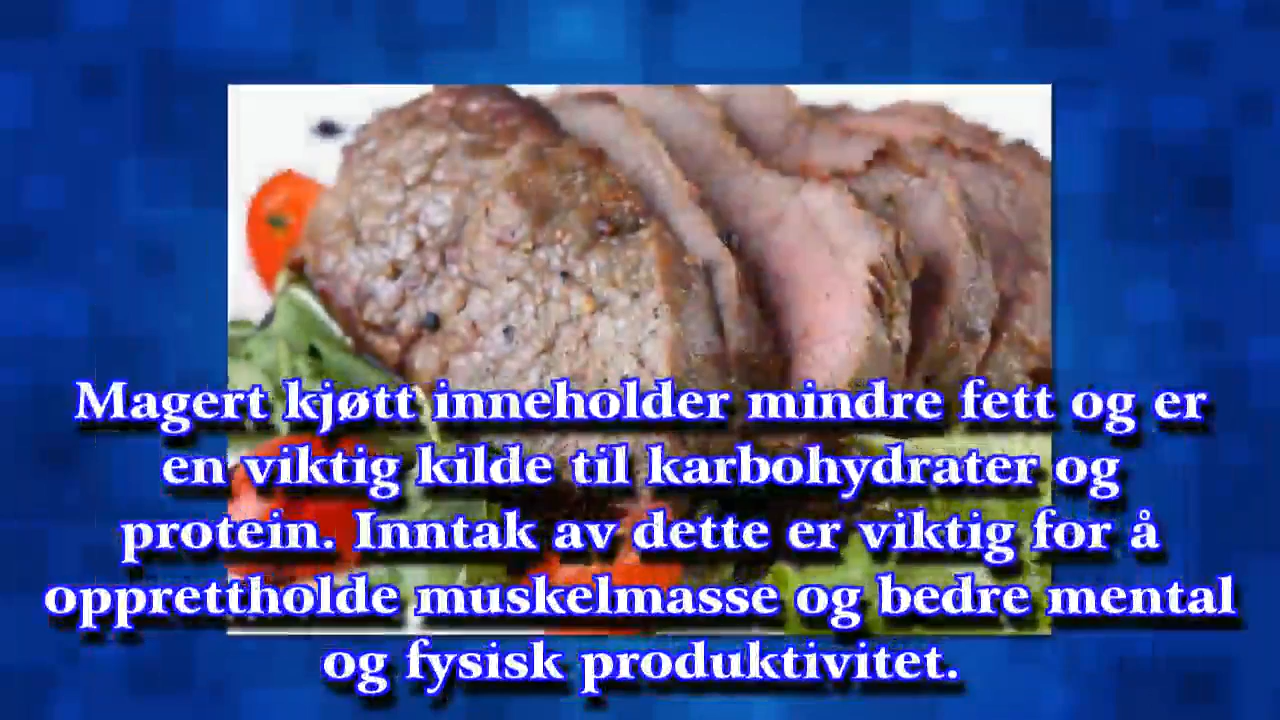 Magert kjøtt inneholder mindre fett og er
en viktig kilde til karbohydrater og
protein. Inntak av dette er viktig for å
opprettholde muskelmasse og bedre mental
og fysisk produktivitet.